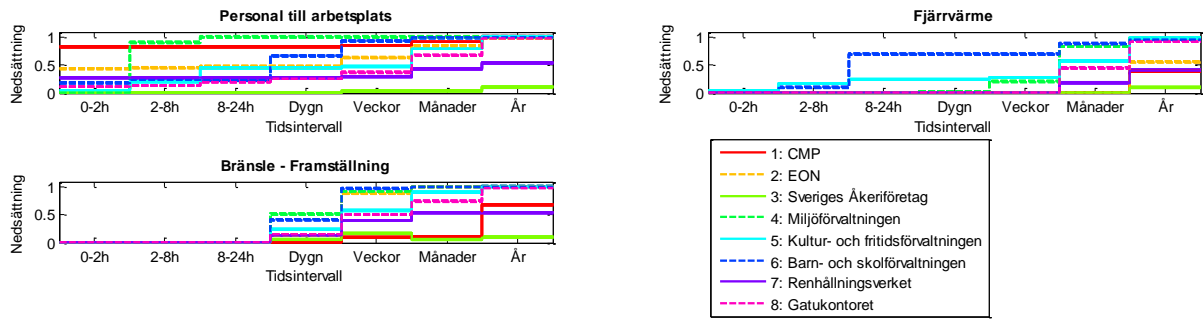 Personal till arbetsplats
Nedsättning
1
0.5
0
0-2h 2-8h 8-24h Dygn Veckor Månader År
Tidsintervall
Fjärrvärme
Nedsättning
1
0.5
0
0-2h 2-8h 8-24h Dygn Veckor Månader År
Tidsintervall
Bränsle - Framställning
Nedsättning
1
0.5
0
0-2h 2-8h 8-24h Dygn Veckor Månader År
Tidsintervall
1: CMP
2: EON
3: Sveriges Åkeriföretag
4: Miljöförvaltningen
5: Kultur- och fritidsförvaltningen
6: Barn- och skolförvaltningen
7: Renhållningsverket
8: Gatukontoret